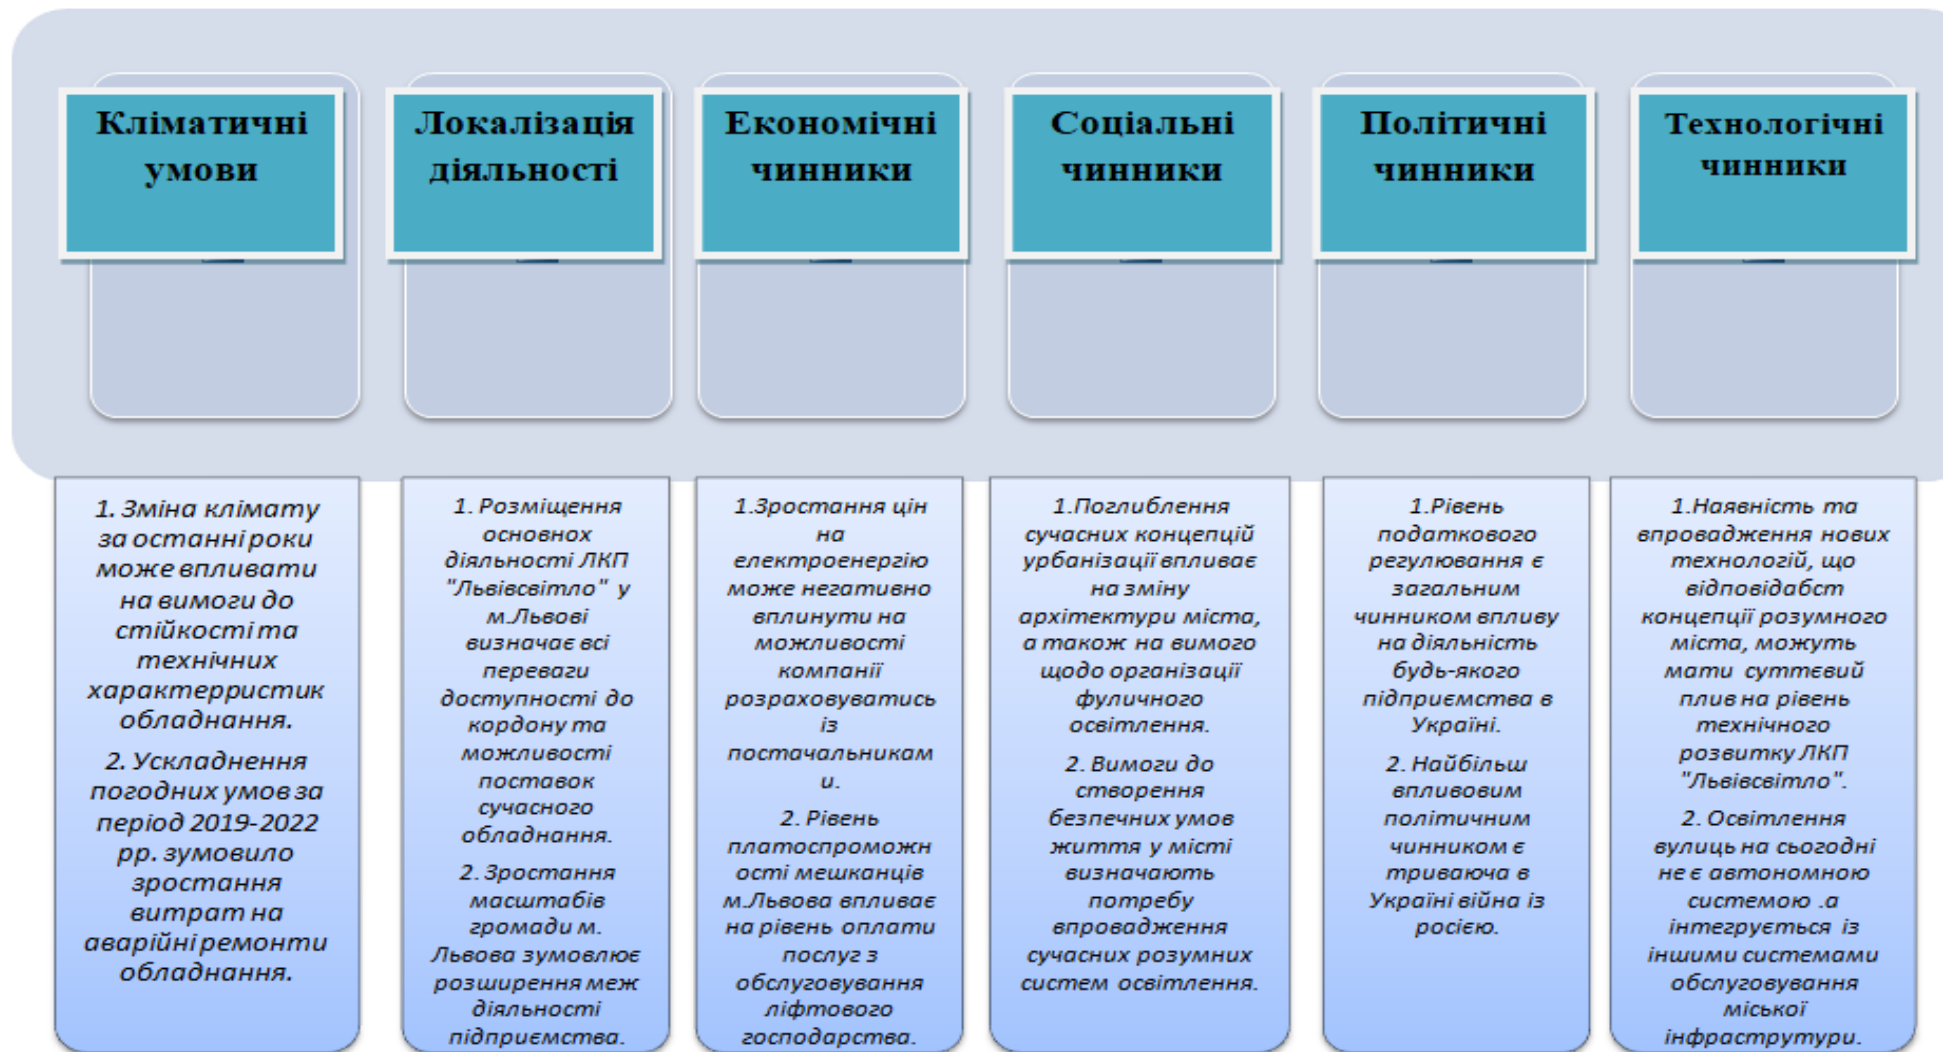 Кліматичні
умови
Локалізація
діяльності
Економічні
чинники
Соціальні
чинники
Політичні
чинники
Технологічні
чинники
1. Зміна клімату
за останні роки
може впливати
на вимоги до
стійкості та
технічних
характерристик
обладнання.
2. Ускладнення
погодних умов за
період 2019-2022
рр. зумовило
зростання
витрат на
аварійні ремонти
обладнання.
1. Розміщення
основнох
діяльності ЛКП
"Львівсвітло" у
м.Львові
визначає всі
переваги
доступності до
кордону та
можливості
поставок
сучасного
обладнання.
2. Зростання
масштабів
громади м.
Львова зумовлює
розширення меж
діяльності
підприємства.
1.Зростання цін
на
електроенергію
може негативно
вплинути на
можливості
компанії
розраховуватись
із
постачальникам
и.
2. Рівень
платоспроможн
ості мешканців
м.Львова впливає
на рівень оплати
послуг з
обслуговування
ліфтового
господарства.
1.Поглиблення
сучасних концепцій
урбанізації впливає
на зміну
архітектури міста,
а також на вимого
щодо організації
фуличного
освітлення.
2. Вимоги до
створення
безпечних умов
життя у місті
визначають
потребу
впровадження
сучасних розумних
систем освітлення.
1.Рівень
податкового
регулювання є
загальним
чинником впливу
на діяльність
будь-якого
підприємства в
Україні.
2. Найбільш
впливовим
політичним
чинником є
триваюча в
Україні війна із
росією.
1.Наявність та
впровадження нових
технологій, що
відповідабст
концепції розумного
міста, можуть
мати суттєвий
плив на рівень
технічного
розвитку ЛКП
"Львівсвітло".
2. Освітлення
вулиць на сьогодні
не є автономною
системою .а
інтегрується із
іншими системами
обслуговування
міської
інфраструтури.